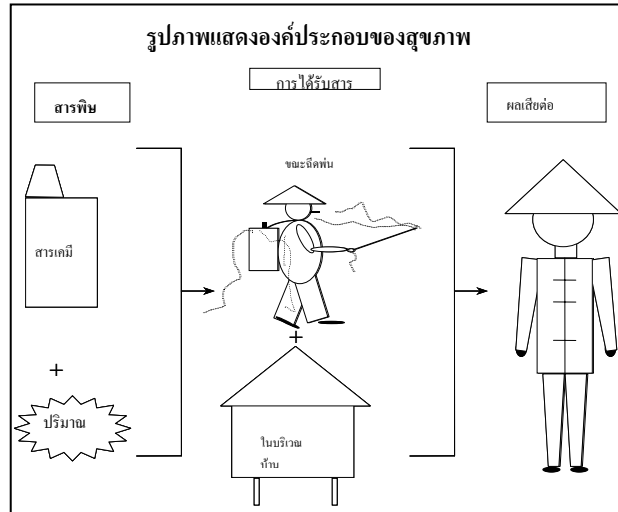 รูปภาพแสดงองค์ประกอบของสุขภาพ
การได้รับสาร
สารพิษ
ผลเสียต่อ
ขณะฉีดพ่น
สารเคมี
+
+
ปริมาณ
ในบริเวณ
บ้าน